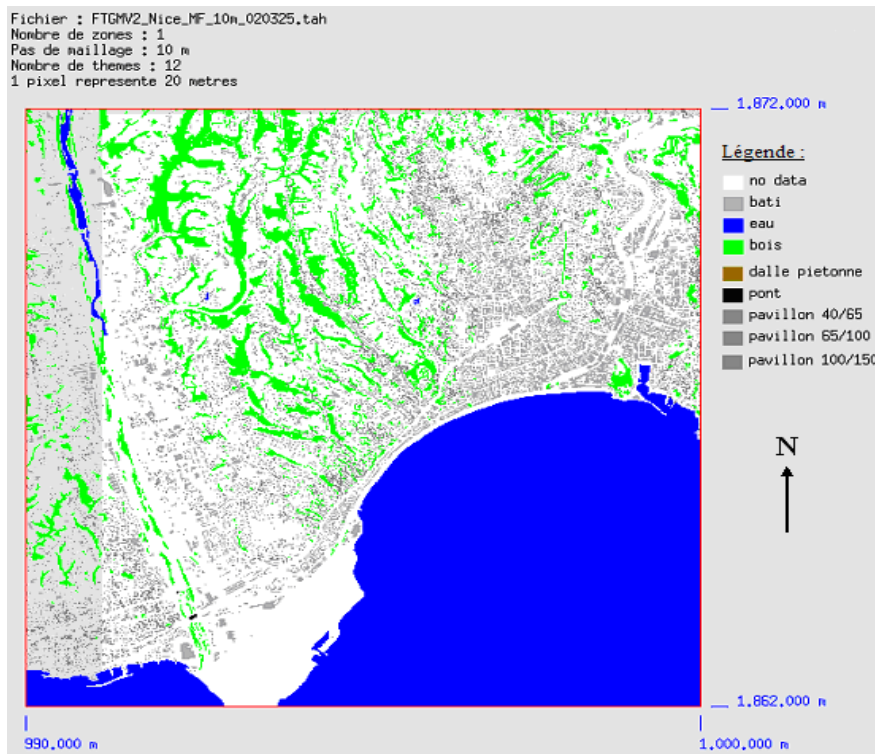 Fichier : FTGMV2_Nice_MF_10m_020325.tah
Nombre de zones : 1
Pas de maillage : 10 m
Nombre de themes : 12
1 pixel represente 20 metres
1.872.000 m
Légende :
no data
bati
eau
bois
dalle pietonne
pont
pavillon 40/65
pavillon 65/100
pavillon 100/150
N
1.862.000 m
990.000 m
1.000.000 m